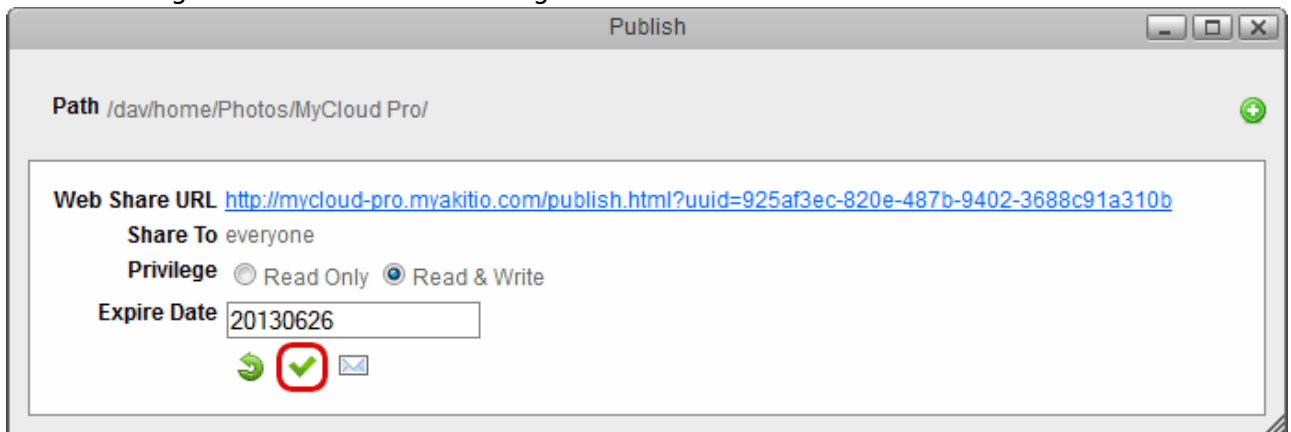 Publish
Path /dav/home/Photos/MyCloud Pro/
Web Share URL http://mycloud-pro.myakitio.com/publish.html?uuid=925af3ec-820e-487b-9402-3688c91a310b
Share To everyone
Privilege Read Only Read & Write
Expire Date 20130626